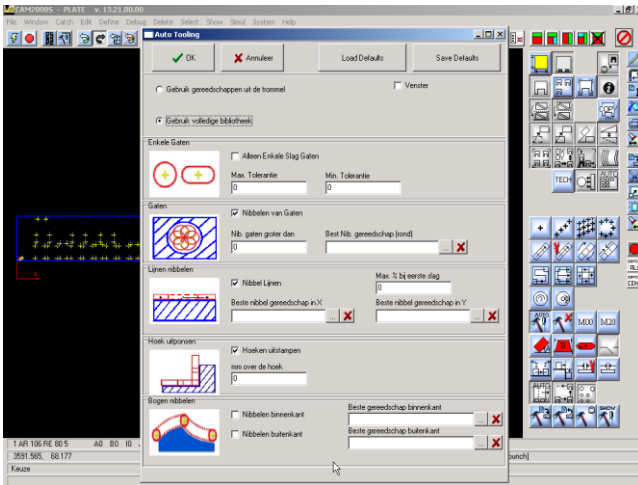 CAM2000S - PLATE v. 13.21.00.00
File Window Catch Edit Define Debug Delete Select Show Simul System Help
Auto Tooling
OK Annuleer Load Defaults Save Defaults
Gebruik gereedschappen uit de trommel Venster
Gebruik volledige bibliotheek
Enkele Gaten
Alleen Enkele Slag Gaten
Max. Tolerantie Min. Tolerantie
0 0
Gaten
Nibbelen van Gaten
Nib. gaten groter dan Best Nib. gereedschap (rond)
0 ...
Lijnen nibbelen
Nibbel Lijnen Max. % bij eerste slag
0
Beste nibbel gereedschap in X Beste nibbel gereedschap in Y
... ...
Hoek uitponsen
Hoeken uitstampen
mm over de hoek
0
Bogen nibbelen
Nibbelen binnenkant Beste gereedschap binnenkant
...
Nibbelen buitenkant Beste gereedschap buitenkant
...
TECH AUTO
AUTO M00 M20
AUTO
1 AR 106 RE 80 5 A0 B0 I0
3591.565, 68.177 punch]
Keuze